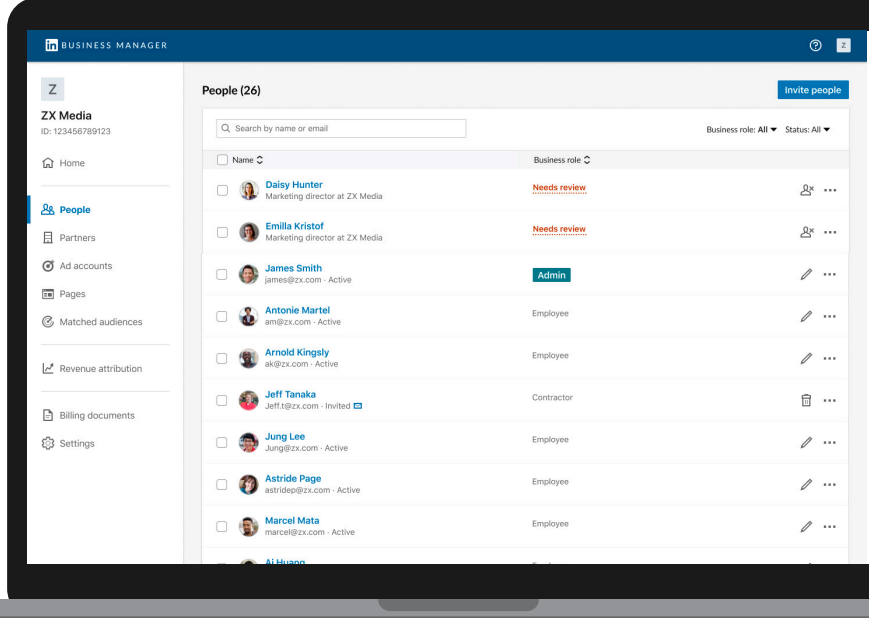 in BUSINESS MANAGER
Z
Z
ZX Media
ID: 123456789123
Home
People
Partners
Ad accounts
Pages
Matched audiences
Revenue attribution
Billing documents
Settings
People (26)
Invite people
Search by name or email
Business role: All Status: All
Name Business role
Daisy Hunter
Marketing director at ZX Media
Needs review
Emilla Kristof
Marketing director at ZX Media
Needs review
James Smith
james@zx.com - Active
Admin
Antonie Martel
am@zx.com - Active
Employee
Arnold Kingsly
ak@zx.com - Active
Employee
Jeff Tanaka
Jeff.t@zx.com - Invited
Contractor
Jung Lee
Jung@zx.com - Active
Employee
Astride Page
astridep@zx.com - Active
Employee
Marcel Mata
marcel@zx.com - Active
Employee
Ai Huang